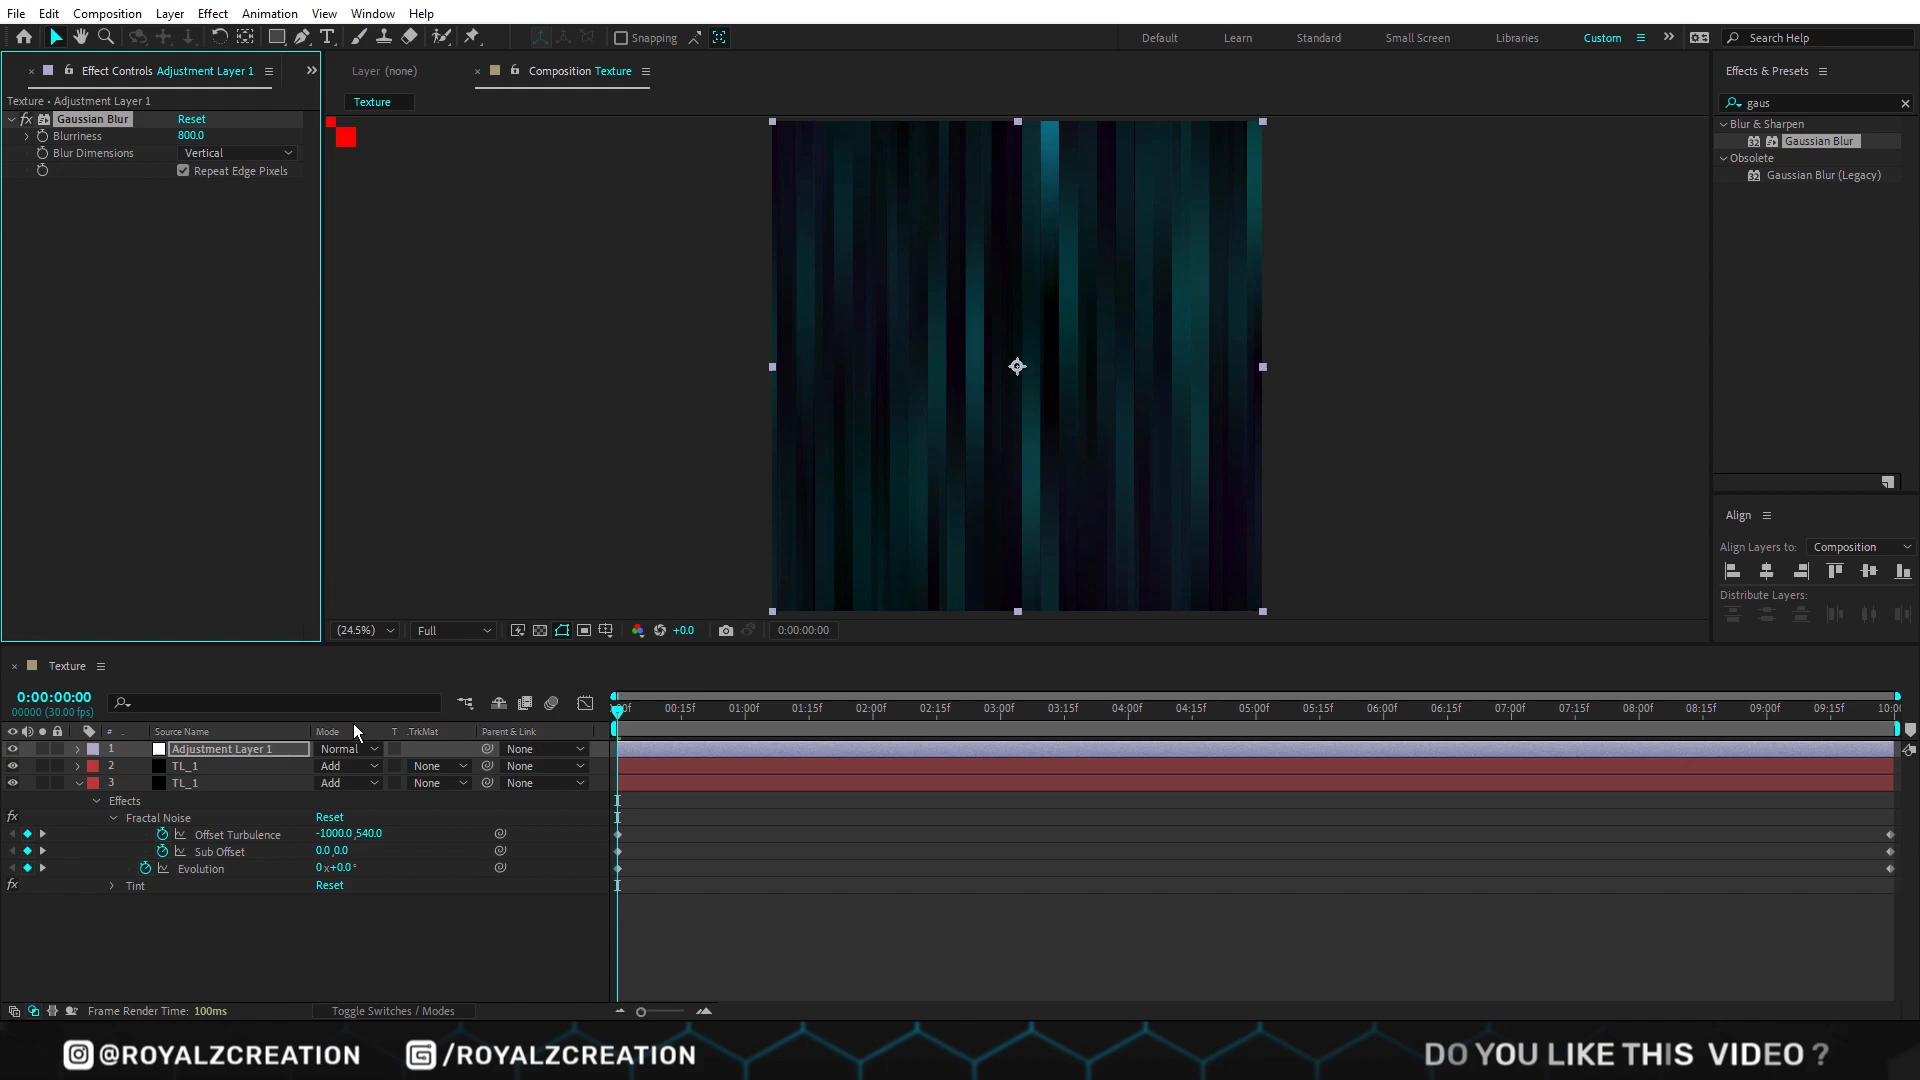 File Edit Composition Layer Effect Animation View Window Help
Snapping
Default Learn Standard Small Screen Libraries Custom Search Help
Effect Controls Adjustment Layer 1
Texture • Adjustment Layer 1
fx Gaussian Blur Reset
Blurriness 800.0
Blur Dimensions Vertical
Repeat Edge Pixels
Layer (none) Composition Texture
Texture
(24.5%) Full +0.0 0:00:00:00
Effects & Presets
gaus
Blur & Sharpen
32 Gaussian Blur
Obsolete
32 Gaussian Blur (Legacy)
Align
Align Layers to: Composition
Distribute Layers:
Texture
0:00:00:00
00000 (30.00 fps)
:00f 00:15f 01:00f 01:15f 02:00f 02:15f 03:00f 03:15f 04:00f 04:15f 05:00f 05:15f 06:00f 06:15f 07:00f 07:15f 08:00f 08:15f 09:00f 09:15f 10:00
# Source Name Mode T .TrkMat Parent & Link
1 Adjustment Layer 1 Normal None
2 TL_1 Add None None
3 TL_1 Add None None
Effects
fx Fractal Noise Reset
Offset Turbulence -1000.0,540.0
Sub Offset 0.0,0.0
Evolution 0x+0.0°
fx Tint Reset
Frame Render Time: 100ms Toggle Switches / Modes
@ROYALZCREATION /ROYALZCREATION DO YOU LIKE THIS VIDEO ?